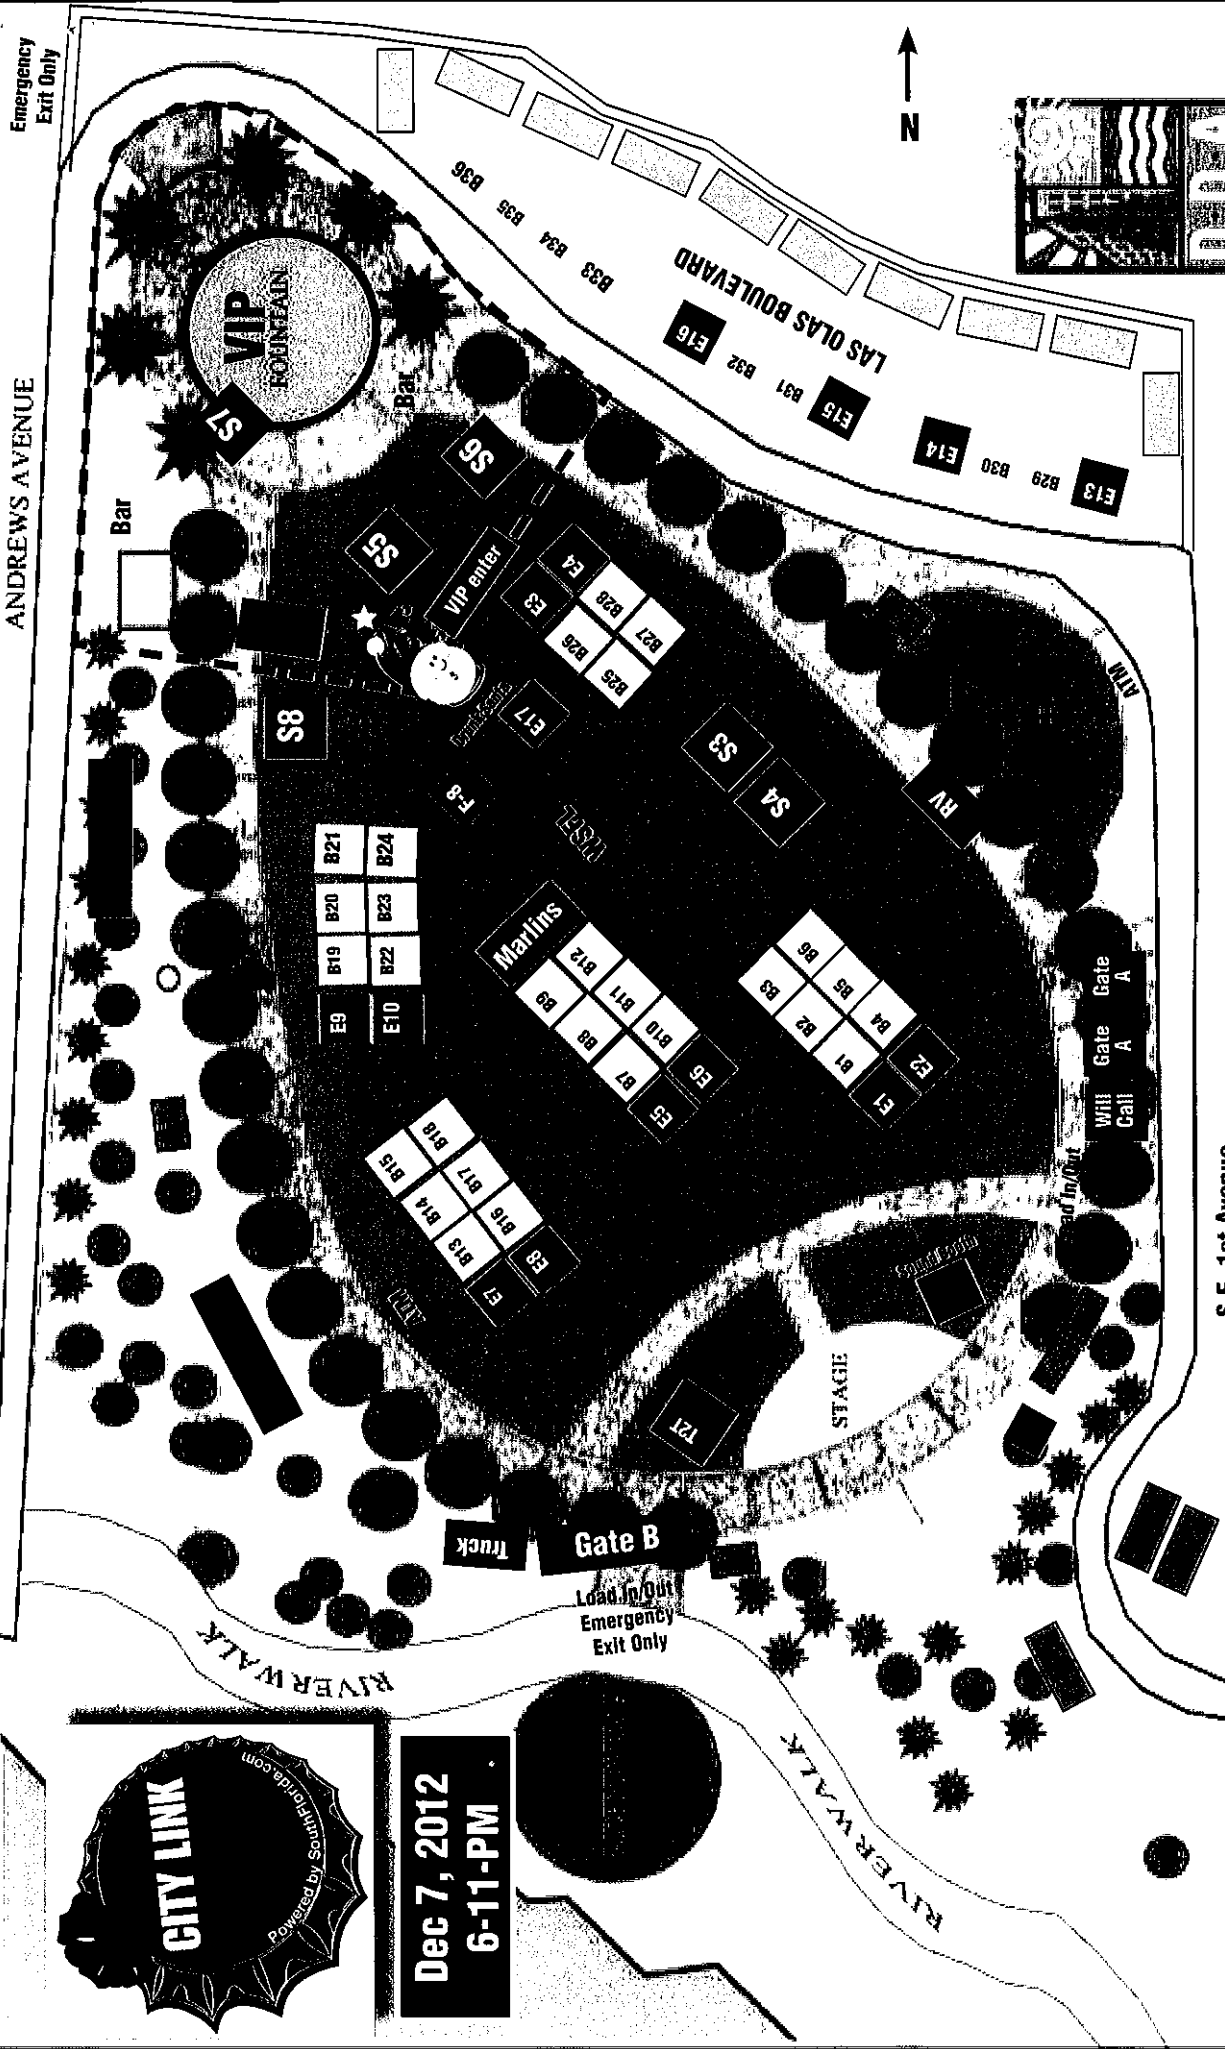 Emergency
Exit Only
ANDREWS AVENUE
N
B36
B35
B34
B33
LAS OLAS BOULEVARD
E16
B32
B31
E15
E14
B30
B29
E13
VIP
FOUNTAIN
S7
Bar
Bar
S6
S5
VIP enter
E4
E3
B28
B27
B26
B25
E17
S8
F-8
WSFL
S3
S4
RV
ATM
B21
B24
B20
B23
B19
B22
E9
E10
Marlins
B12
B9
B11
B8
B10
B7
E6
E5
B6
B3
B5
B2
B4
B1
E2
E1
Gate
A
Gate
A
Will
Call
B18
B15
B17
B14
B16
B13
E8
E7
ATM
STAGE
T2T
Truck
Gate B
Load In/Out
Emergency
Exit Only
RIVERWALK
RIVERWALK
CITY LINK
Powered by SouthFlorida.com
Dec 7, 2012
6-11-PM